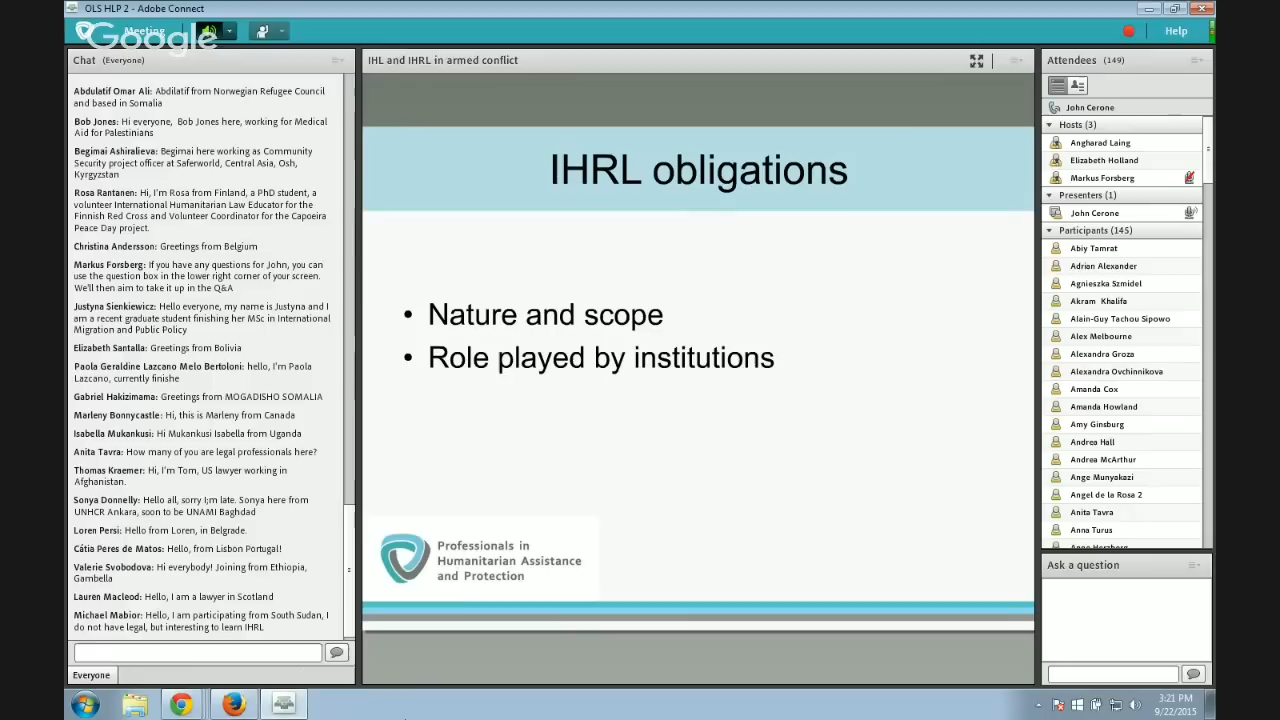 OLS HLP 2 - Adobe Connect
Meeting
Google
Help
Chat (Everyone)
Abdulatif Omar Ali: Abdilatif from Norwegian Refugee Council
and based in Somalia
Bob Jones: Hi everyone, Bob Jones here, working for Medical
Aid for Palestinians
Begimai Ashiralieva: Begimai here working as Community
Security project officer at Saferworld, Central Asia, Osh,
Kyrgyzstan
Rosa Rantanen: Hi, I'm Rosa from Finland, a PhD student, a
volunteer International Humanitarian Law Educator for the
Finnish Red Cross and Volunteer Coordinator for the Capoeira
Peace Day project.
Christina Andersson: Greetings from Belgium
Markus Forsberg: If you have any questions for John, you can
use the question box in the lower right corner of your screen.
We'll then aim to take it up in the Q&A
Justyna Sienkiewicz: Hello everyone, my name is Justyna and I
am a recent graduate student finishing her MSc in International
Migration and Public Policy
Elizabeth Santalla: Greetings from Bolivia
Paola Geraldine Lazcano Melo Bertoloni: hello, I'm Paola
Lazcano, currently finishe
Gabriel Hakizimama: Greetings from MOGADISHO SOMALIA
Marleny Bonnycastle: Hi, this is Marleny from Canada
Isabella Mukankusi: Hi Mukankusi Isabella from Uganda
Anita Tavra: How many of you are legal professionals here?
Thomas Kraemer: Hi, I'm Tom, US lawyer working in
Afghanistan.
Sonya Donnelly: Hello all, sorry I;m late. Sonya here from
UNHCR Ankara, soon to be UNAMI Baghdad
Loren Persi: Hello from Loren, in Belgrade.
Cátia Peres de Matos: Hello, from Lisbon Portugal!
Valerie Svobodova: Hi everybody! Joining from Ethiopia,
Gambella
Lauren Macleod: Hello, I am a lawyer in Scotland
Michael Mabior: Hello, I am participating from South Sudan, I
do not have legal, but interesting to learn IHRL
Everyone
IHL and IHRL in armed conflict
IHRL obligations
• Nature and scope
• Role played by institutions
Professionals in
Humanitarian Assistance
and Protection
Attendees (149)
John Cerone
Hosts (3)
Angharad Laing
Elizabeth Holland
Markus Forsberg
Presenters (1)
John Cerone
Participants (145)
Abiy Tamrat
Adrian Alexander
Agnieszka Szmidel
Akram Khalifa
Alain-Guy Tachou Sipowo
Alex Melbourne
Alexandra Groza
Alexandra Ovchinnikova
Amanda Cox
Amanda Howland
Amy Ginsburg
Andrea Hall
Andrea McArthur
Ange Munyakazi
Angel de la Rosa 2
Anita Tavra
Anna Turus
Ask a question
3:21 PM
9/22/2015